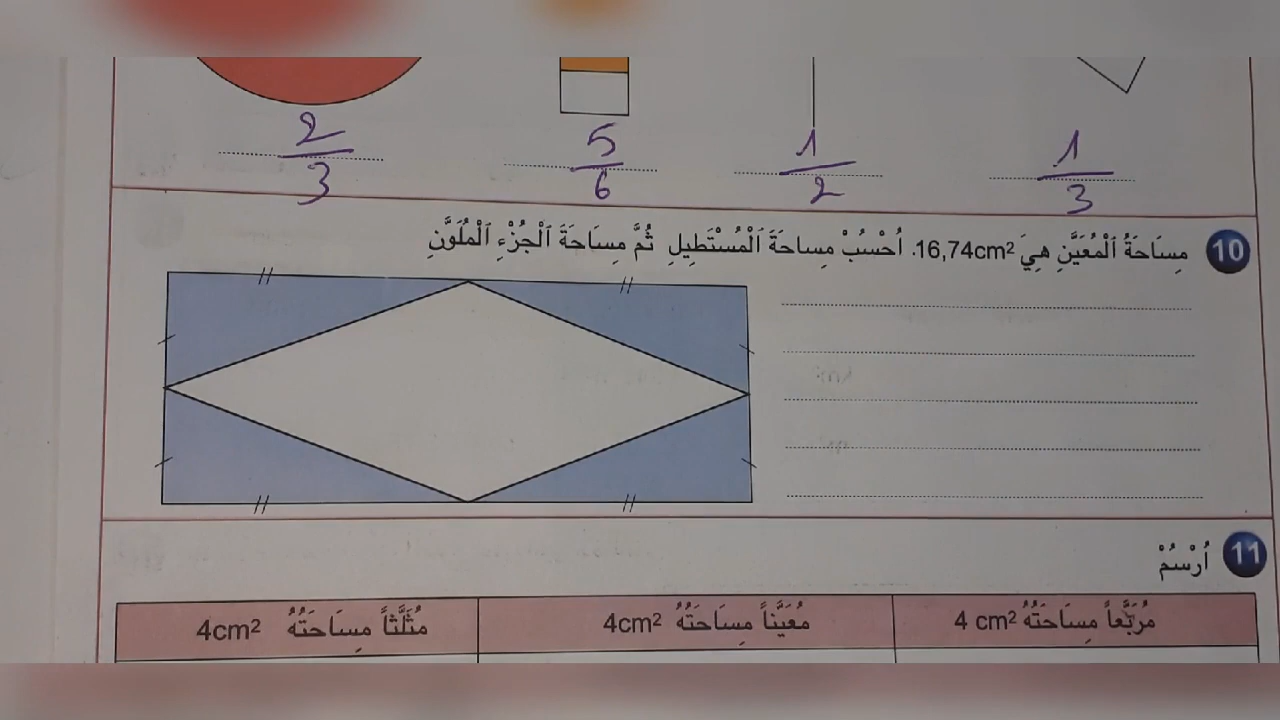 2/3 5/6 1/2 1/3
10 مِسَاحَةُ اَلْمُعَيَّنِ هِيَ 16,74cm². اُحْسُبْ مِساحَةَ اَلْمُسْتَطِيلِ ثُمَّ مِسَاحَةَ اَلْجُزْءِ اَلْمُلَوَّنِ
11 اُرْسُمْ
مُرَبَّعاً مِسَاحَتُهُ 4 cm²
مُعَيَّناً مِسَاحَتُهُ 4cm²
مُثَلَّثاً مِسَاحَتُهُ 4cm²